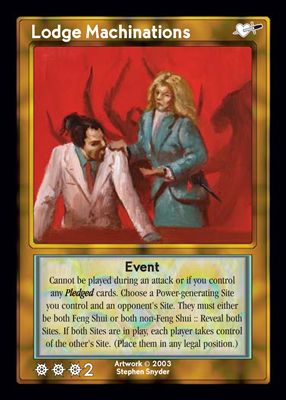 Lodge Machinations
Event
Cannot be played during an attack or if you control
any Pledged cards. Choose a Power-generating Site
you control and an opponent's Site. They must either
be both Feng Shui or both non-Feng Shui :: Reveal both
Sites. If both Sites are in play, each player takes control
of the other's Site. (Place them in any legal position.)
Artwork © 2003
Stephen Snyder
2